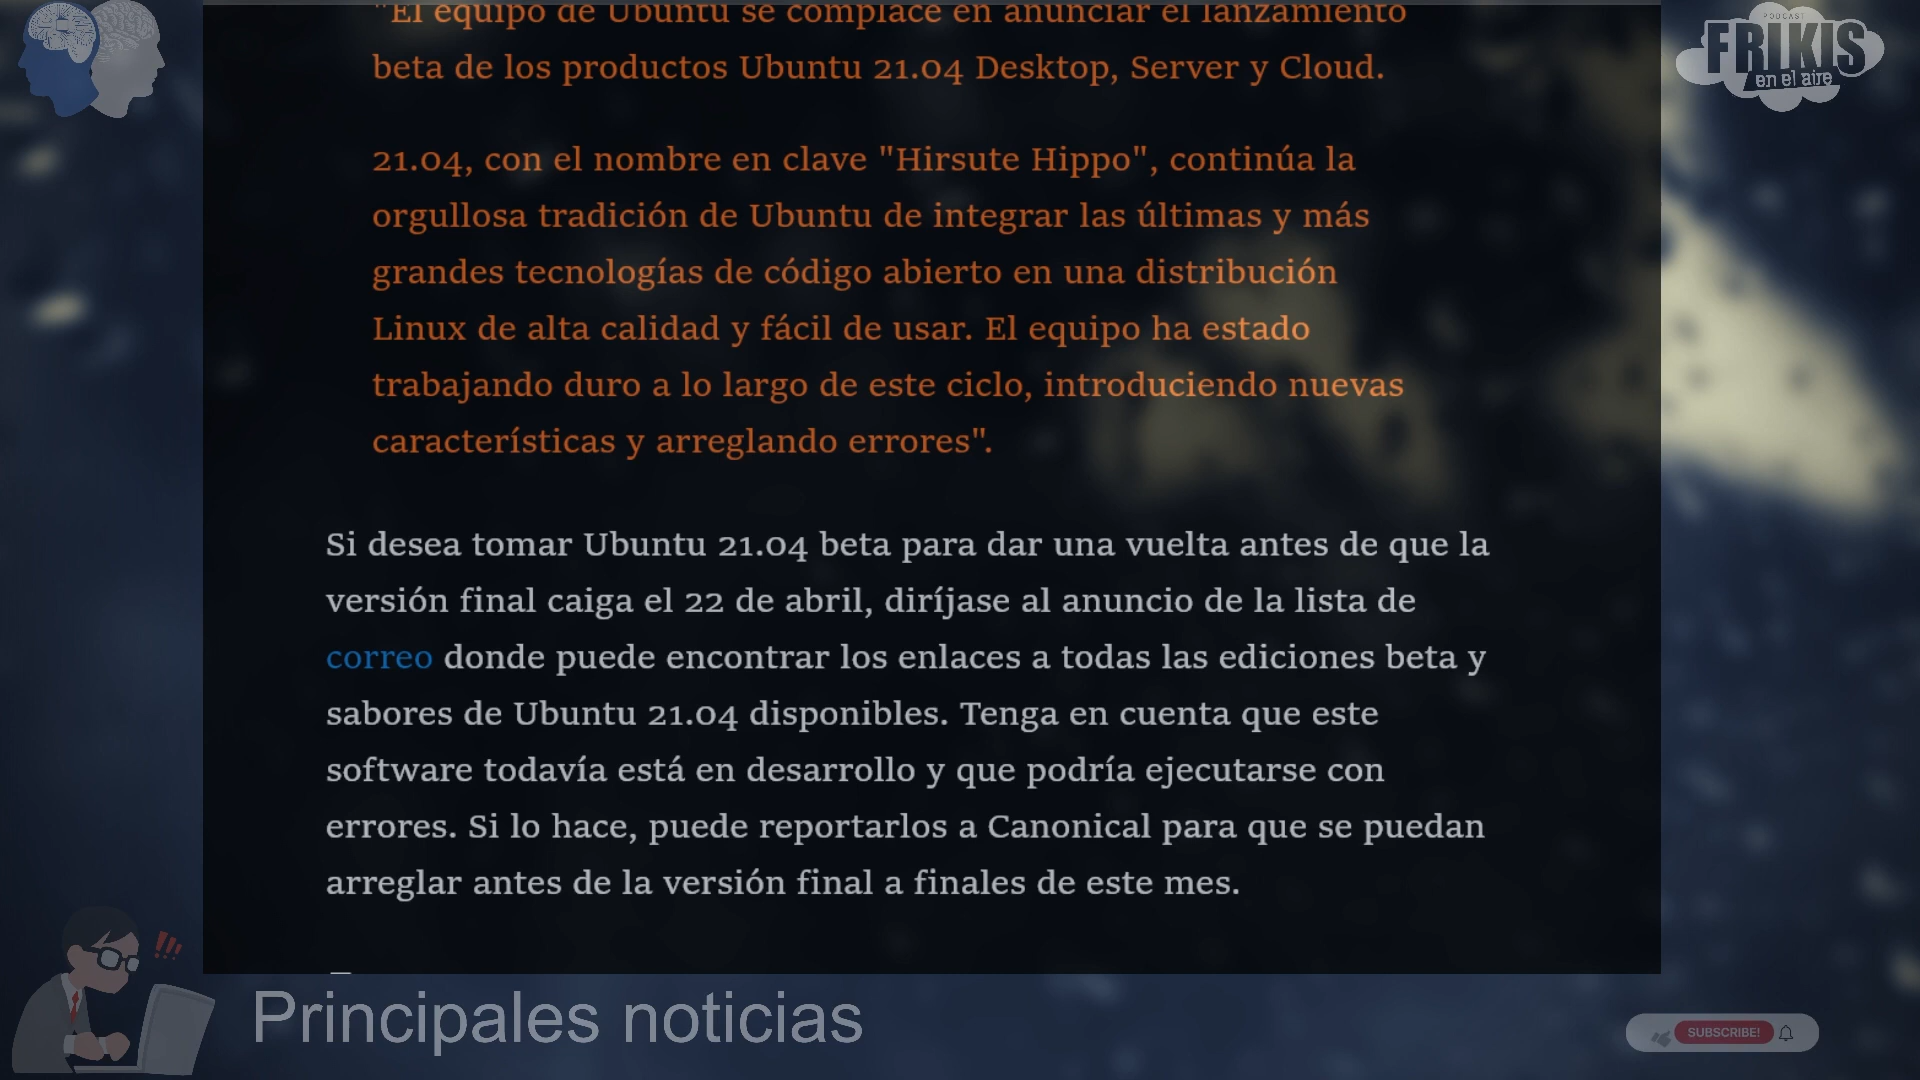 "El equipo de Ubuntu se complace en anunciar el lanzamiento
beta de los productos Ubuntu 21.04 Desktop, Server y Cloud.
21.04, con el nombre en clave "Hirsute Hippo", continúa la
orgullosa tradición de Ubuntu de integrar las últimas y más
grandes tecnologías de código abierto en una distribución
Linux de alta calidad y fácil de usar. El equipo ha estado
trabajando duro a lo largo de este ciclo, introduciendo nuevas
características y arreglando errores".
Si desea tomar Ubuntu 21.04 beta para dar una vuelta antes de que la
versión final caiga el 22 de abril, diríjase al anuncio de la lista de
correo donde puede encontrar los enlaces a todas las ediciones beta y
sabores de Ubuntu 21.04 disponibles. Tenga en cuenta que este
software todavía está en desarrollo y que podría ejecutarse con
errores. Si lo hace, puede reportarlos a Canonical para que se puedan
arreglar antes de la versión final a finales de este mes.
PODCAST
FRIKIS
en el aire
!!!
Principales noticias
SUBSCRIBE!